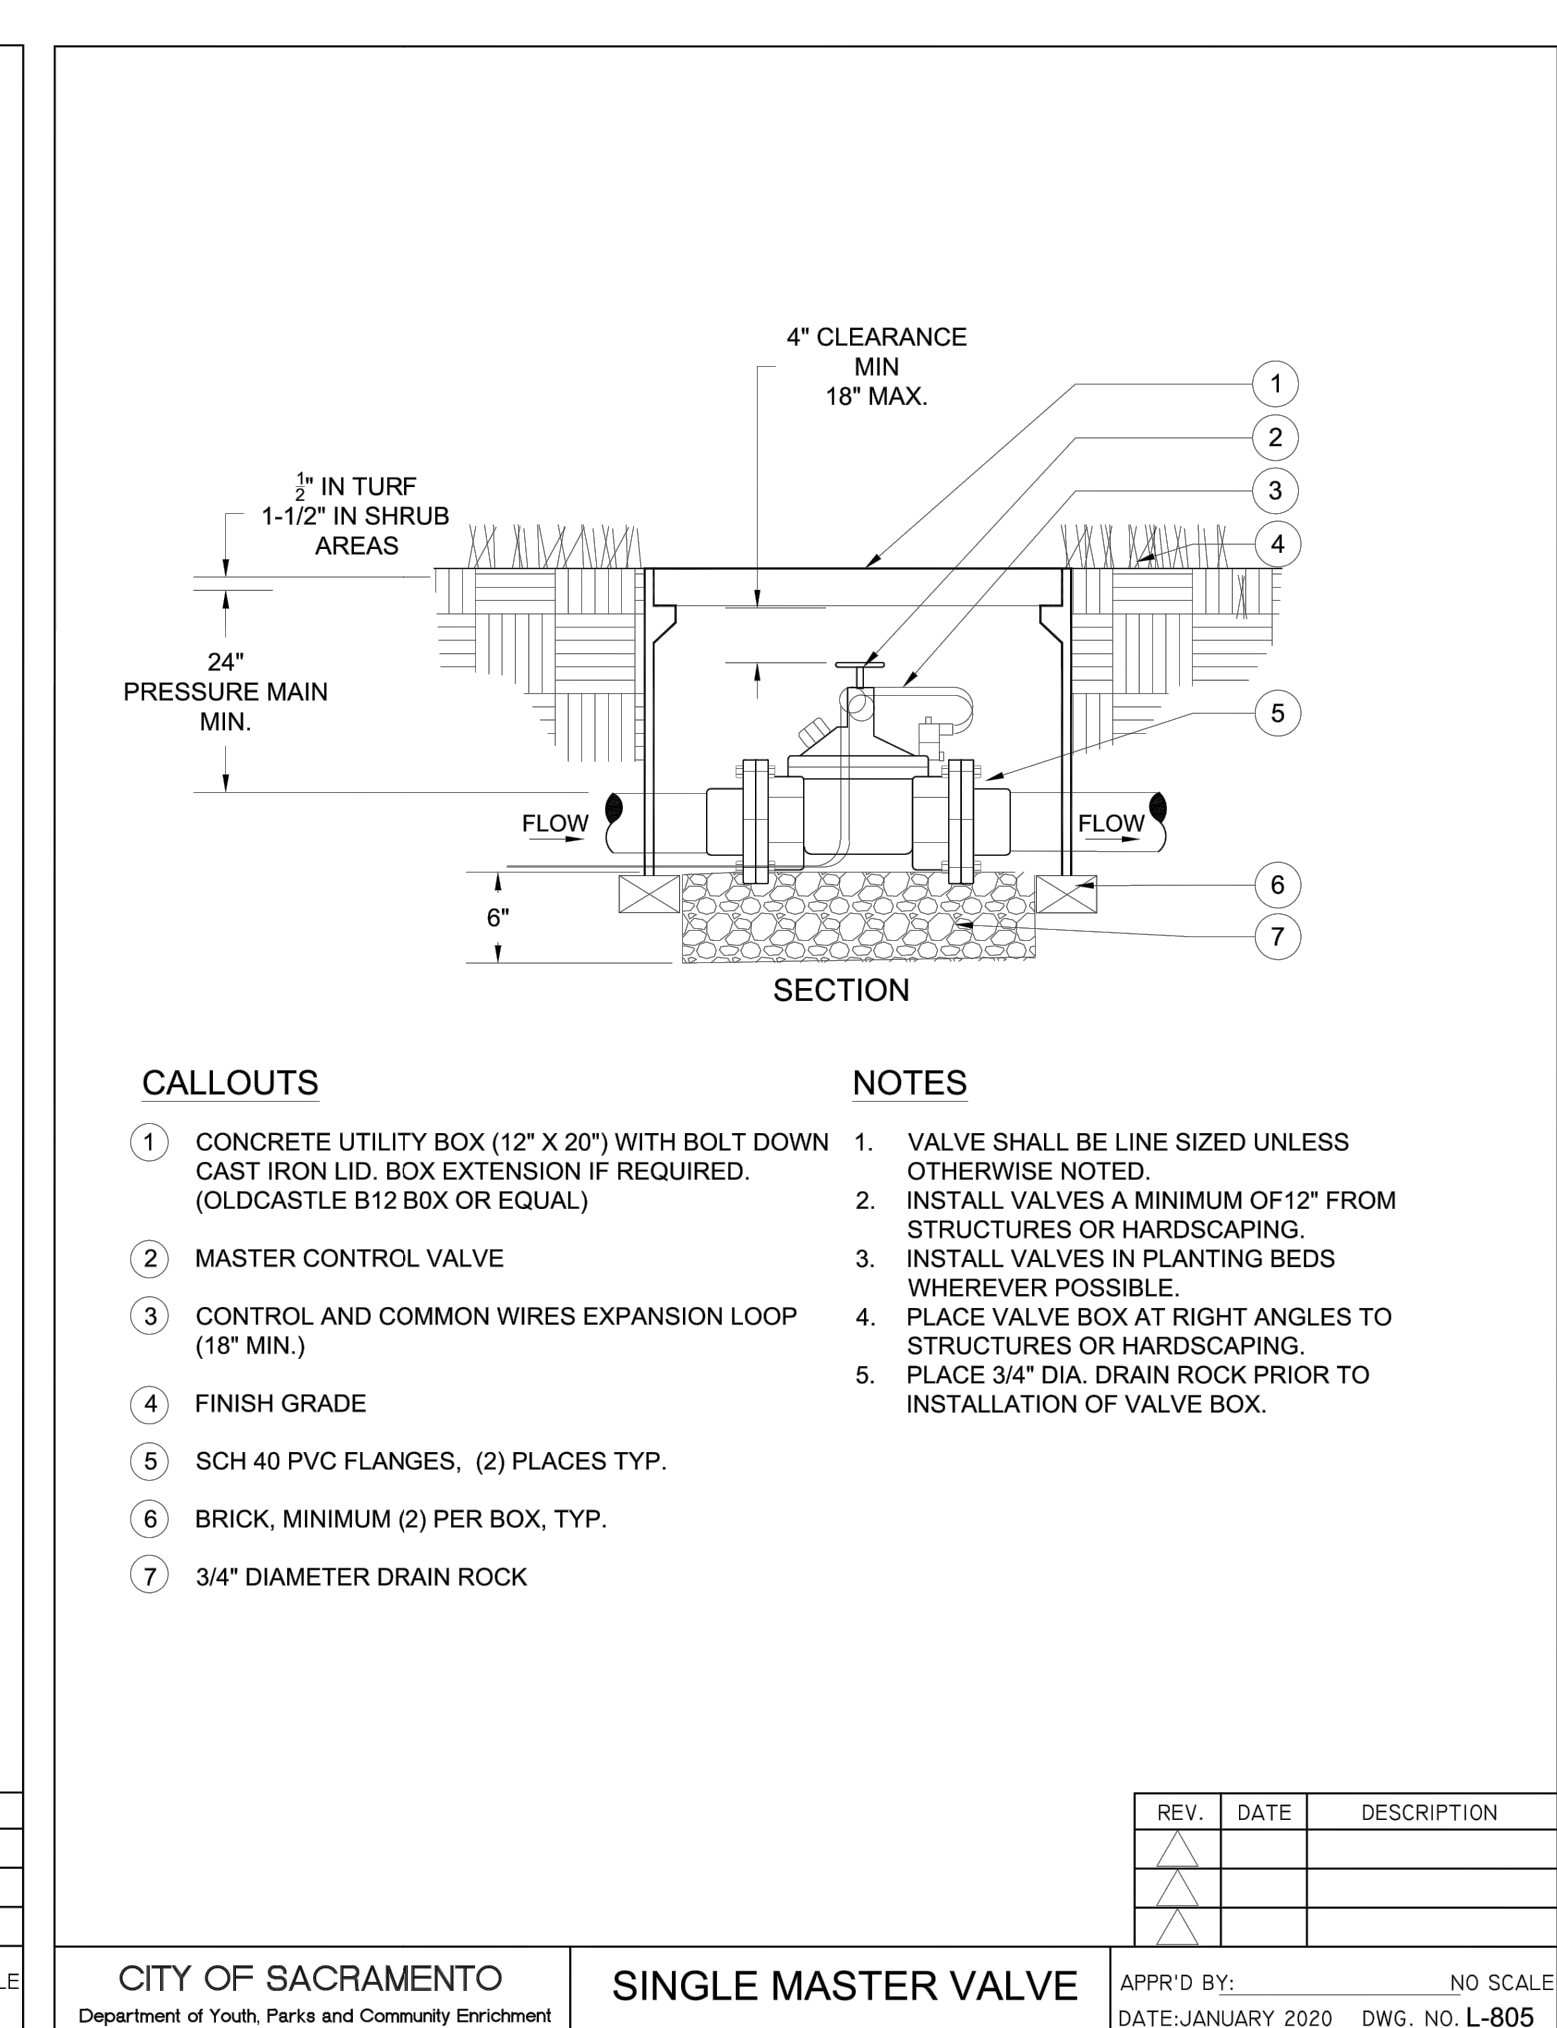 4" CLEARANCE
MIN
18" MAX.
1
2
3
4
5
6
7
½" IN TURF
1-1/2" IN SHRUB
AREAS
24"
PRESSURE MAIN
MIN.
FLOW
FLOW
6"
SECTION
CALLOUTS
1 CONCRETE UTILITY BOX (12" X 20") WITH BOLT DOWN
CAST IRON LID. BOX EXTENSION IF REQUIRED.
(OLDCASTLE B12 B0X OR EQUAL)
2 MASTER CONTROL VALVE
3 CONTROL AND COMMON WIRES EXPANSION LOOP
(18" MIN.)
4 FINISH GRADE
5 SCH 40 PVC FLANGES, (2) PLACES TYP.
6 BRICK, MINIMUM (2) PER BOX, TYP.
7 3/4" DIAMETER DRAIN ROCK
NOTES
1. VALVE SHALL BE LINE SIZED UNLESS
OTHERWISE NOTED.
2. INSTALL VALVES A MINIMUM OF12" FROM
STRUCTURES OR HARDSCAPING.
3. INSTALL VALVES IN PLANTING BEDS
WHEREVER POSSIBLE.
4. PLACE VALVE BOX AT RIGHT ANGLES TO
STRUCTURES OR HARDSCAPING.
5. PLACE 3/4" DIA. DRAIN ROCK PRIOR TO
INSTALLATION OF VALVE BOX.
REV. DATE DESCRIPTION
LE
CITY OF SACRAMENTO
Department of Youth, Parks and Community Enrichment
SINGLE MASTER VALVE
APPR'D BY: NO SCALE
DATE:JANUARY 2020 DWG. NO. L-805